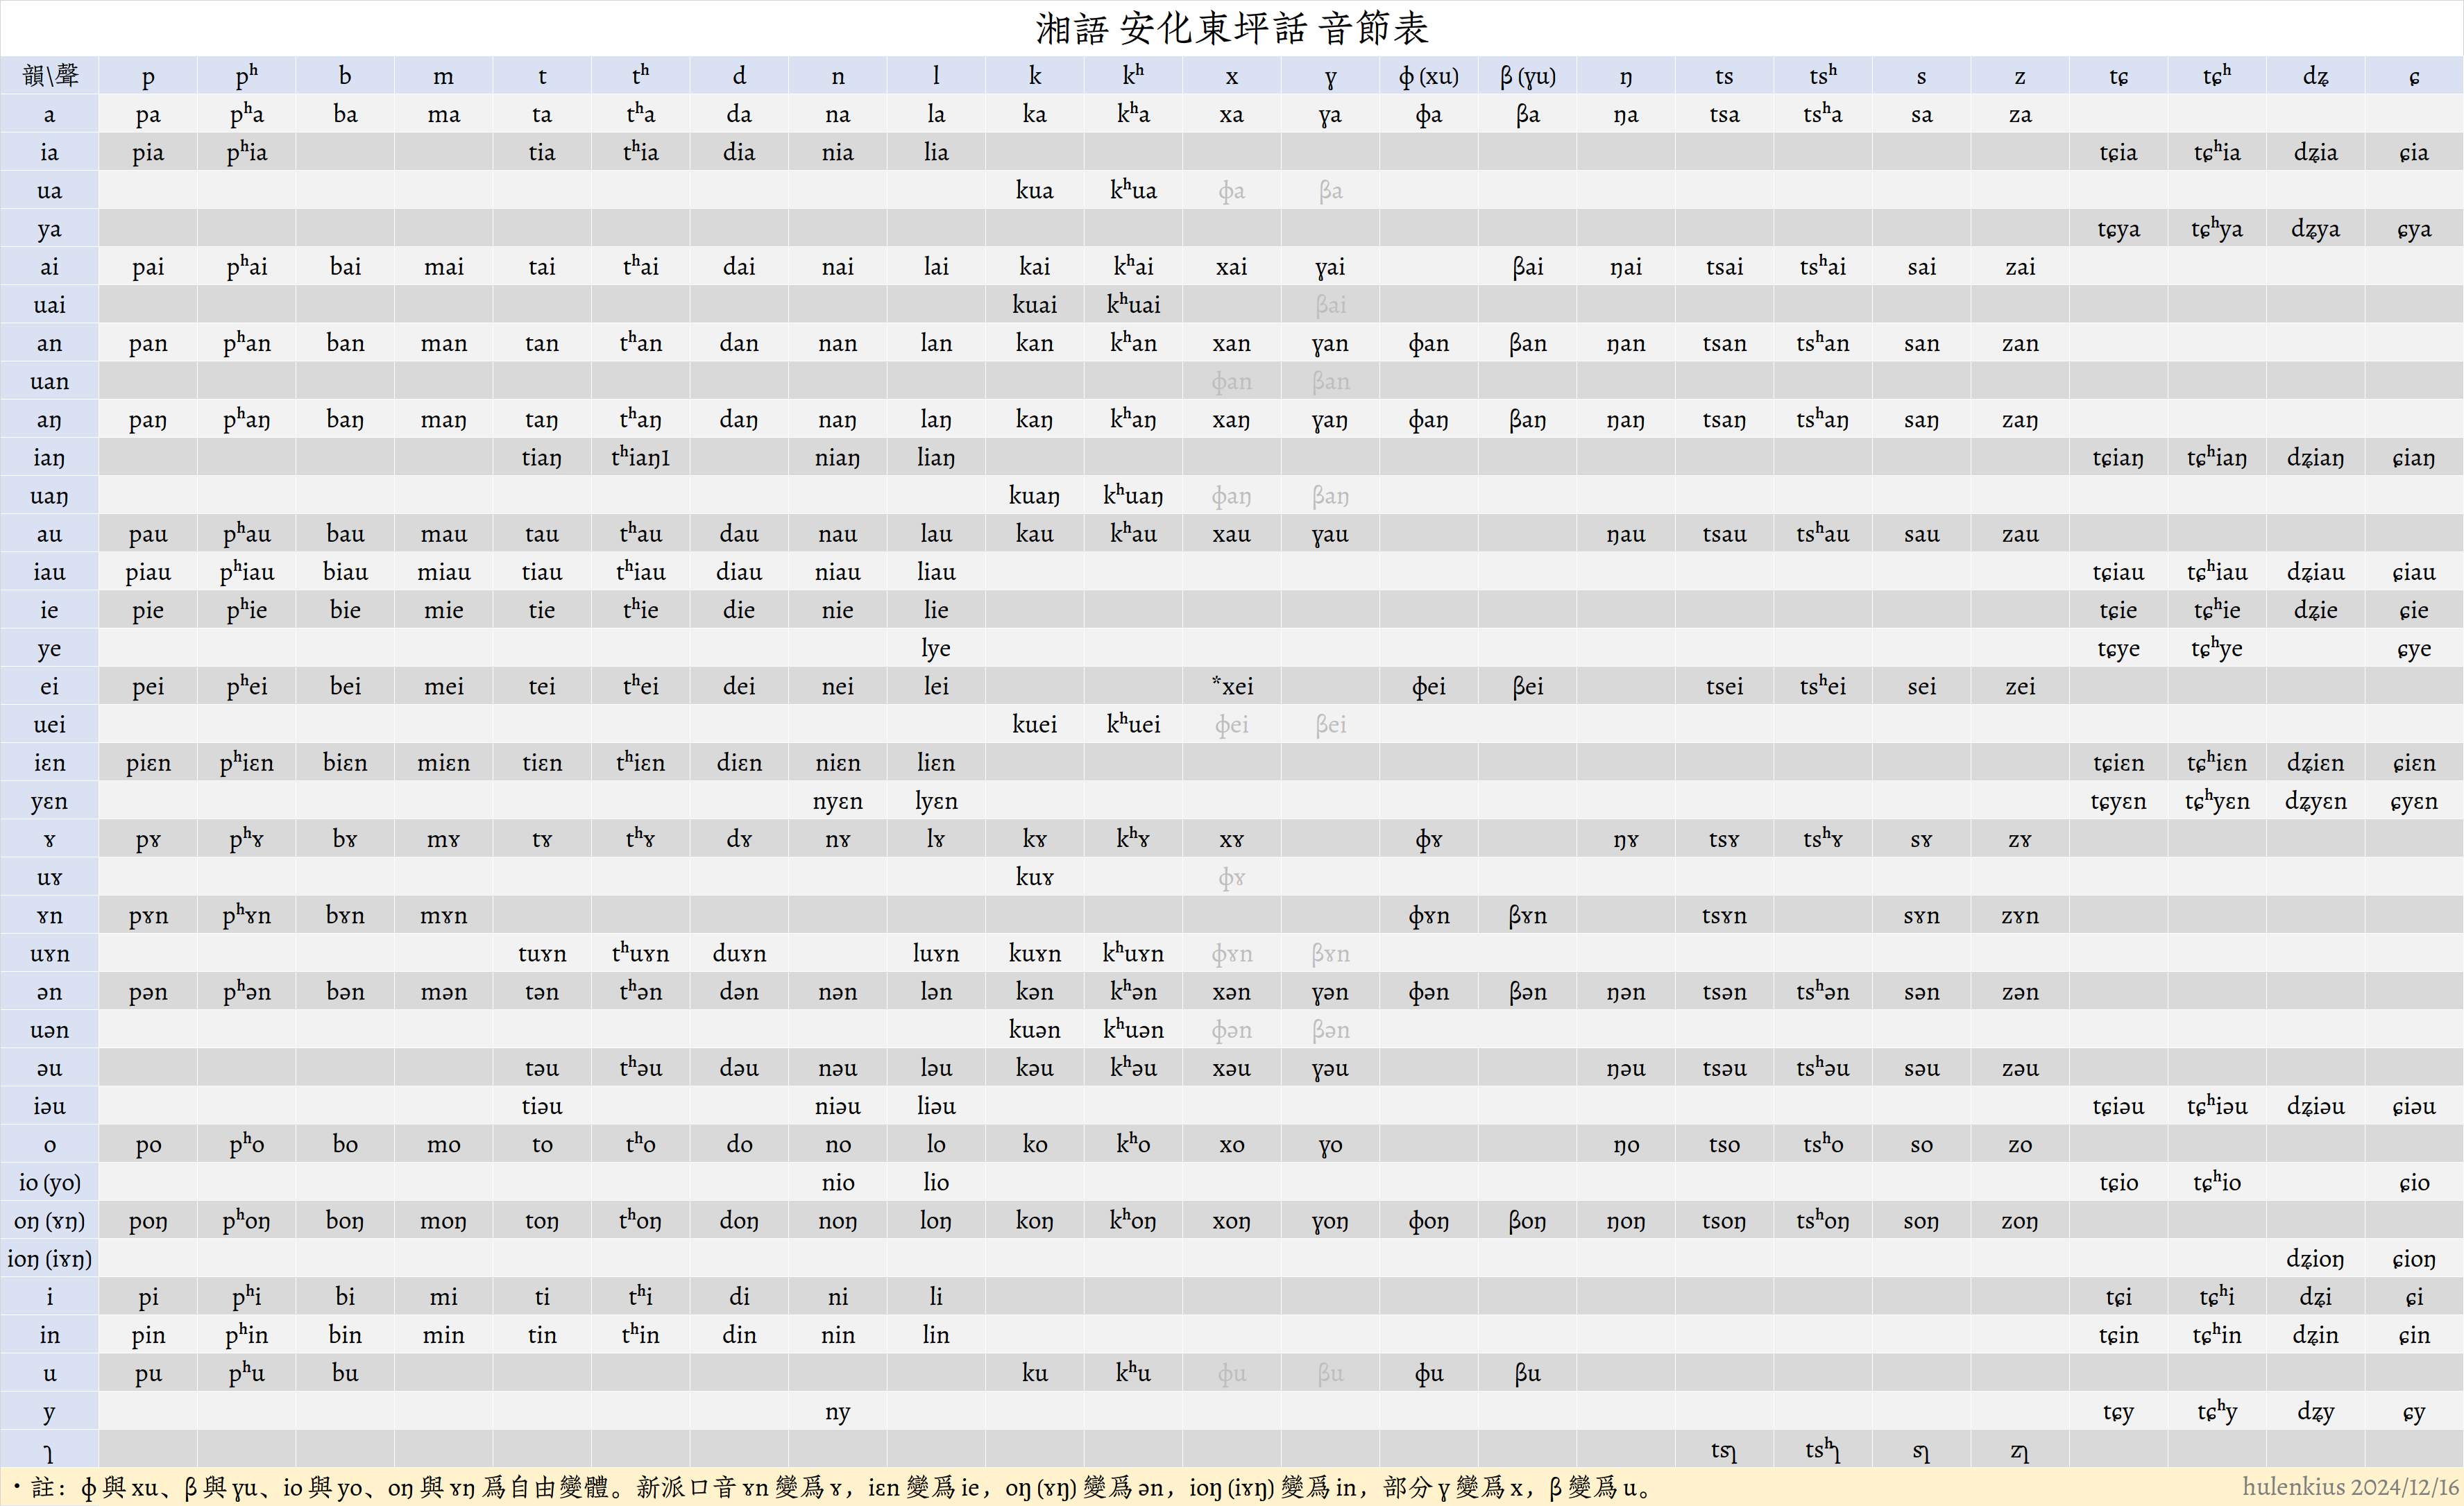 湘語 安化東坪話 音節表
韻\聲 p pʰ b m t tʰ d n l k kʰ x ɣ ɸ (xu) β (ɣu) ŋ ts tsʰ s z tɕ tɕʰ dʑ ɕ
a pa pʰa ba ma ta tʰa da na la ka kʰa xa ɣa ɸa βa ŋa tsa tsʰa sa za
ia pia pʰia tia tʰia dia nia lia tɕia tɕʰia dʑia ɕia
ua kua kʰua ɸa βa
ya tɕya tɕʰya dʑya ɕya
ai pai pʰai bai mai tai tʰai dai nai lai kai kʰai xai ɣai βai ŋai tsai tsʰai sai zai
uai kuai kʰuai βai
an pan pʰan ban man tan tʰan dan nan lan kan kʰan xan ɣan ɸan βan ŋan tsan tsʰan san zan
uan ɸan βan
aŋ paŋ pʰaŋ baŋ maŋ taŋ tʰaŋ daŋ naŋ laŋ kaŋ kʰaŋ xaŋ ɣaŋ ɸaŋ βaŋ ŋaŋ tsaŋ tsʰaŋ saŋ zaŋ
iaŋ tiaŋ tʰiaŋ1 niaŋ liaŋ tɕiaŋ tɕʰiaŋ dʑiaŋ ɕiaŋ
uaŋ kuaŋ kʰuaŋ ɸaŋ βaŋ
au pau pʰau bau mau tau tʰau dau nau lau kau kʰau xau ɣau ŋau tsau tsʰau sau zau
iau piau pʰiau biau miau tiau tʰiau diau niau liau tɕiau tɕʰiau dʑiau ɕiau
ie pie pʰie bie mie tie tʰie die nie lie tɕie tɕʰie dʑie ɕie
ye lye tɕye tɕʰye ɕye
ei pei pʰei bei mei tei tʰei dei nei lei *xei ɸei βei tsei tsʰei sei zei
uei kuei kʰuei ɸei βei
iɛn piɛn pʰiɛn biɛn miɛn tiɛn tʰiɛn diɛn niɛn liɛn tɕiɛn tɕʰiɛn dʑiɛn ɕiɛn
yɛn nyɛn lyɛn tɕyɛn tɕʰyɛn dʑyɛn ɕyɛn
ɤ pɤ pʰɤ bɤ mɤ tɤ tʰɤ dɤ nɤ lɤ kɤ kʰɤ xɤ ɸɤ ŋɤ tsɤ tsʰɤ sɤ zɤ
uɤ kuɤ ɸɤ
ɤn pɤn pʰɤn bɤn mɤn ɸɤn βɤn tsɤn sɤn zɤn
uɤn tuɤn tʰuɤn duɤn luɤn kuɤn kʰuɤn ɸɤn βɤn
ən pən pʰən bən mən tən tʰən dən nən lən kən kʰən xən ɣən ɸən βən ŋən tsən tsʰən sən zən
uən kuən kʰuən ɸən βən
əu təu tʰəu dəu nəu ləu kəu kʰəu xəu ɣəu ŋəu tsəu tsʰəu səu zəu
iəu tiəu niəu liəu tɕiəu tɕʰiəu dʑiəu ɕiəu
o po pʰo bo mo to tʰo do no lo ko kʰo xo ɣo ŋo tso tsʰo so zo
io (yo) nio lio tɕio tɕʰio ɕio
oŋ (ɤŋ) poŋ pʰoŋ boŋ moŋ toŋ tʰoŋ doŋ noŋ loŋ koŋ kʰoŋ xoŋ ɣoŋ ɸoŋ βoŋ ŋoŋ tsoŋ tsʰoŋ soŋ zoŋ
ioŋ (iɤŋ) dʑioŋ ɕioŋ
i pi pʰi bi mi ti tʰi di ni li tɕi tɕʰi dʑi ɕi
in pin pʰin bin min tin tʰin din nin lin tɕin tɕʰin dʑin ɕin
u pu pʰu bu ku kʰu ɸu βu ɸu βu
y ny tɕy tɕʰy dʑy ɕy
ʅ tsʅ tsʰʅ sʅ zʅ
・註：ɸ 與 xu、β 與 ɣu、io 與 yo、oŋ 與 ɤŋ 爲自由變體。新派口音 ɤn 變爲 ɤ，iɛn 變爲 ie，oŋ (ɤŋ) 變爲 ən，ioŋ (iɤŋ) 變爲 in，部分 ɣ 變爲 x，β 變爲 u。 hulenkius 2024/12/16